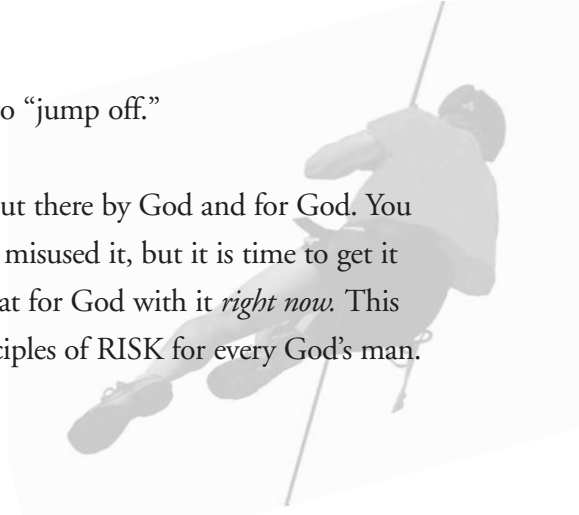 o “jump off.”
ut there by God and for God. You
misused it, but it is time to get it
at for God with it right now. This
ciples of RISK for every God’s man.